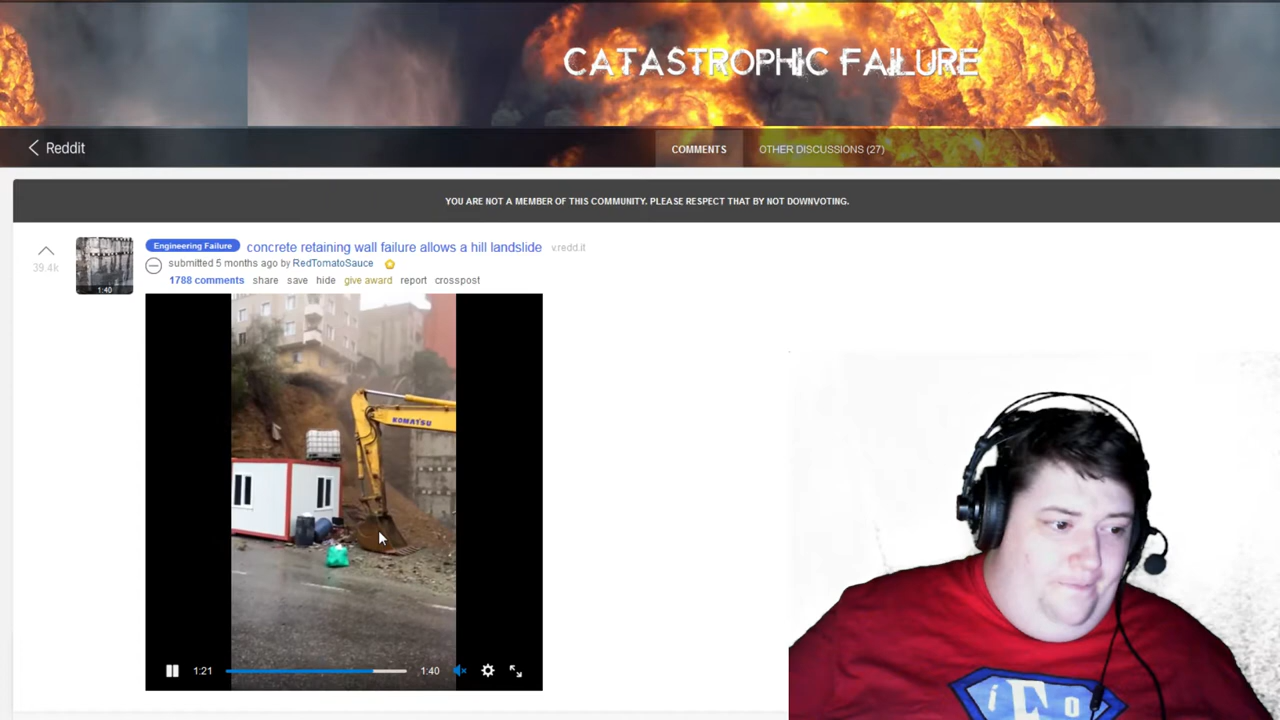 CATASTROPHIC FAILURE
Reddit
COMMENTS
OTHER DISCUSSIONS (27)
YOU ARE NOT A MEMBER OF THIS COMMUNITY. PLEASE RESPECT THAT BY NOT DOWNVOTING.
Engineering Failure concrete retaining wall failure allows a hill landslide v.redd.it
39.4k
submitted 5 months ago by RedTomatoSauce
1788 comments share save hide give award report crosspost
1:40
KOMATSU
1:21
1:40
i E O